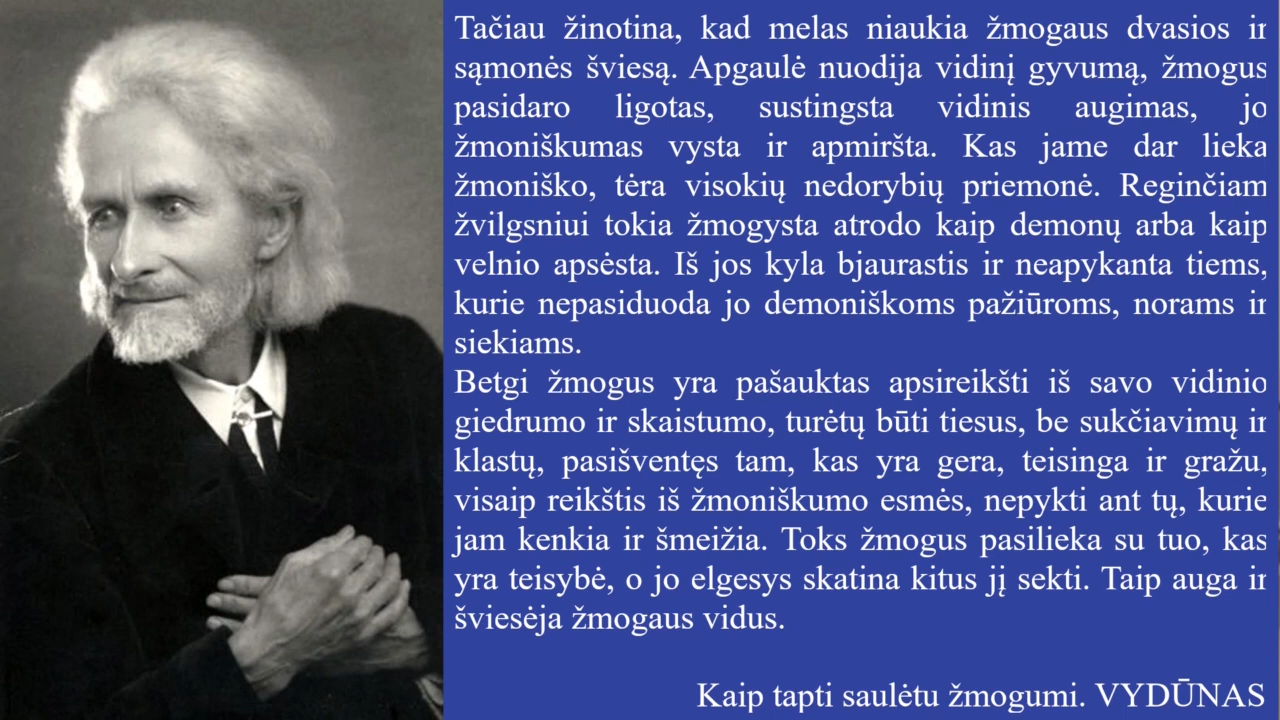 Tačiau žinotina, kad melas niaukia žmogaus dvasios ir
sąmonės šviesą. Apgaulė nuodija vidinį gyvumą, žmogus
pasidaro ligotas, sustingsta vidinis augimas, jo
žmoniškumas vysta ir apmiršta. Kas jame dar lieka
žmoniško, tėra visokių nedorybių priemonė. Reginčiam
žvilgsniui tokia žmogysta atrodo kaip demonų arba kaip
velnio apsėsta. Iš jos kyla bjaurastis ir neapykanta tiems,
kurie nepasiduoda jo demoniškoms pažiūroms, norams ir
siekiams.
Betgi žmogus yra pašauktas apsireikšti iš savo vidinio
giedrumo ir skaistumo, turėtų būti tiesus, be sukčiavimų ir
klastų, pasišventęs tam, kas yra gera, teisinga ir gražu,
visaip reikštis iš žmoniškumo esmės, nepykti ant tų, kurie
jam kenkia ir šmeižia. Toks žmogus pasilieka su tuo, kas
yra teisybė, o jo elgesys skatina kitus jį sekti. Taip auga ir
šviesėja žmogaus vidus.
Kaip tapti saulėtu žmogumi. VYDŪNAS